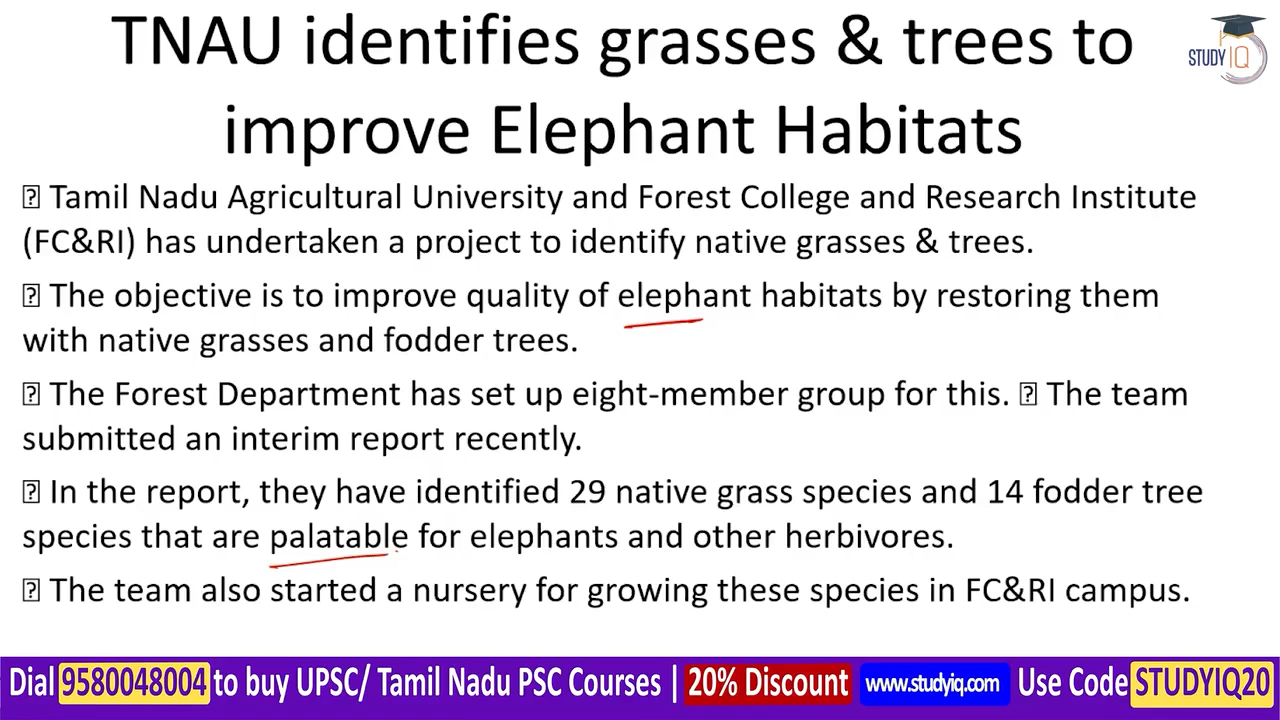 TNAU identifies grasses & trees to
improve Elephant Habitats
STUDY IQ
Tamil Nadu Agricultural University and Forest College and Research Institute
(FC&RI) has undertaken a project to identify native grasses & trees.
The objective is to improve quality of elephant habitats by restoring them
with native grasses and fodder trees.
The Forest Department has set up eight-member group for this. The team
submitted an interim report recently.
In the report, they have identified 29 native grass species and 14 fodder tree
species that are palatable for elephants and other herbivores.
The team also started a nursery for growing these species in FC&RI campus.
Dial 9580048004 to buy UPSC/ Tamil Nadu PSC Courses | 20% Discount www.studyiq.com Use Code STUDYIQ20